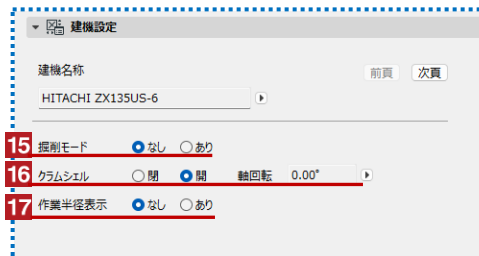 建機設定
建機名称
前頁 次頁
HITACHI ZX135US-6
15 掘削モード なし あり
16 クラムシェル 閉 開 軸回転 0.00°
17 作業半径表示 なし あり